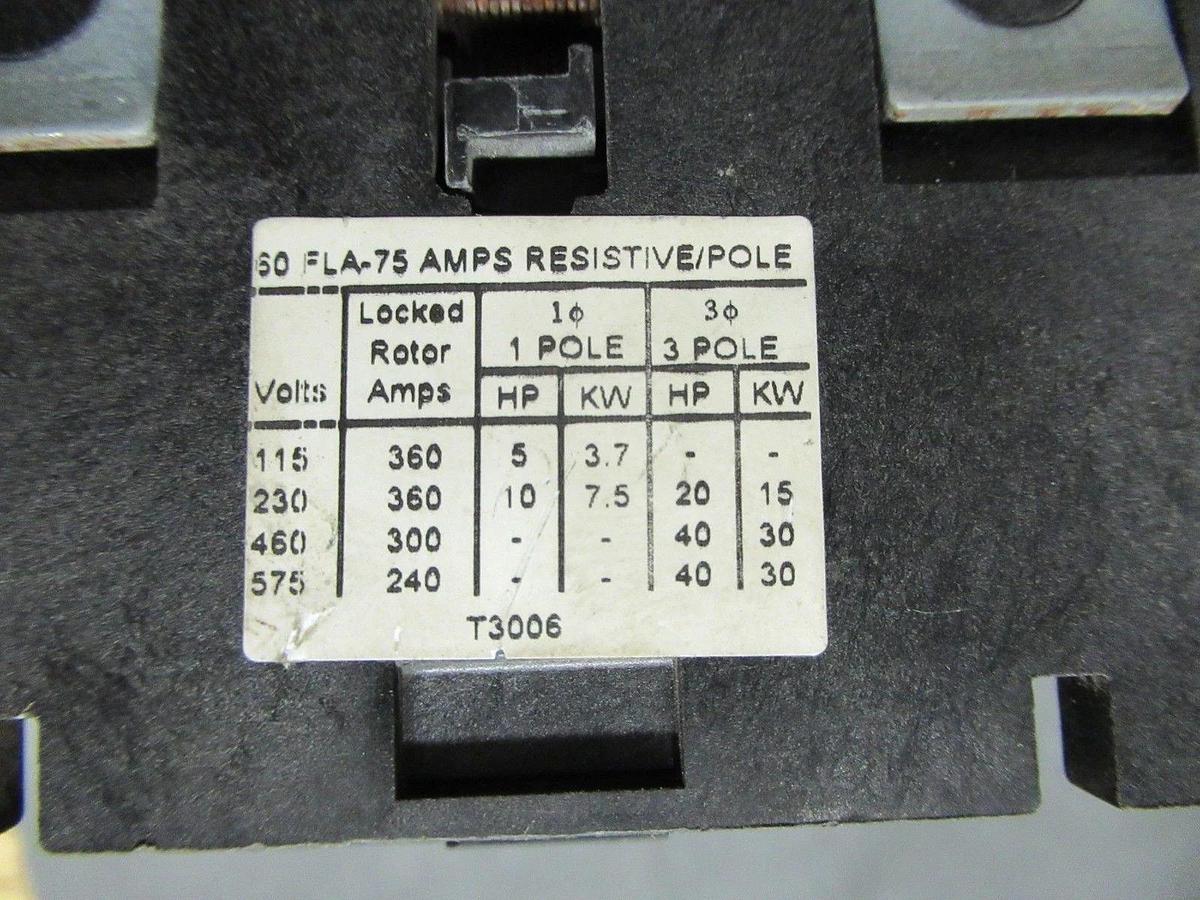 60 FLA-75 AMPS RESISTIVE/POLE
Volts Locked Rotor Amps 1ϕ 1 POLE 3ϕ 3 POLE
HP KW HP KW
115 360 5 3.7 - -
230 360 10 7.5 20 15
460 300 - - 40 30
575 240 - - 40 30
T3006